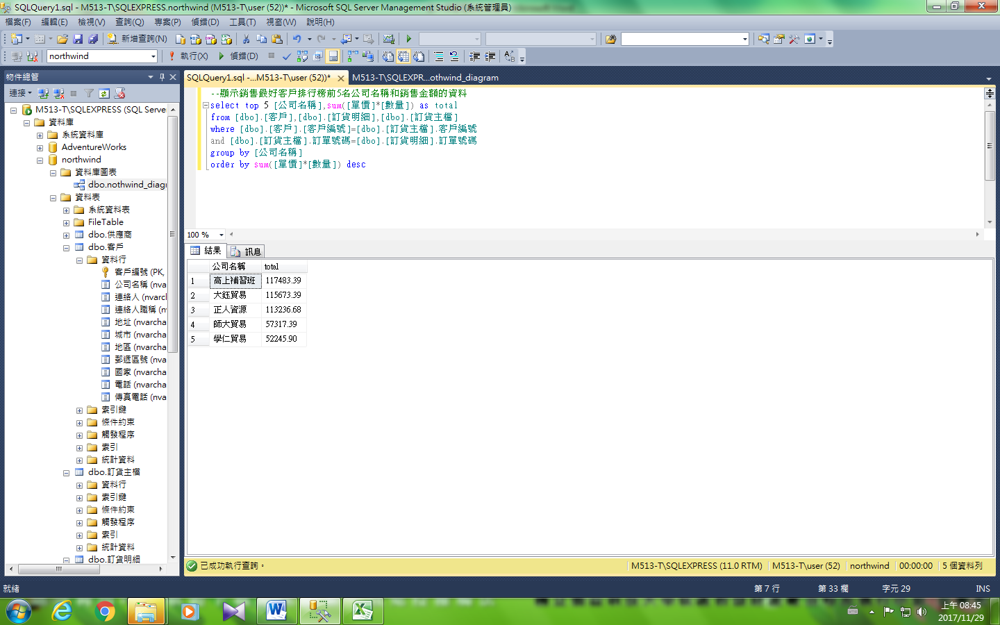 SQLQuery1.sql - M513-T\SQLEXPRESS.northwind (M513-T\user (52))* - Microsoft SQL Server Management Studio (系統管理員)
檔案(F) 編輯(E) 檢視(V) 查詢(Q) 專案(P) 偵錯(D) 工具(T) 視窗(W) 說明(H)
新增查詢(N)
northwind 執行(X) 偵錯(D)
物件總管
連接
M513-T\SQLEXPRESS (SQL Serve
資料庫
系統資料庫
AdventureWorks
northwind
資料庫圖表
dbo.nothwind_diagr
資料表
系統資料表
FileTable
dbo.供應商
dbo.客戶
資料行
客戶編號 (PK,
公司名稱 (nva
連絡人 (nvarcl
連絡人職稱 (n
地址 (nvarcha
城市 (nvarcha
地區 (nvarcha
郵遞區號 (nva
國家 (nvarcha
電話 (nvarcha
傳真電話 (nva
索引鍵
條件約束
觸發程序
索引
統計資料
dbo.訂貨主檔
資料行
索引鍵
條件約束
觸發程序
索引
統計資料
dbo.訂貨明細
SQLQuery1.sql -...M513-T\user (52))* M513-T\SQLEXPR...othwind_diagram
--顯示銷售最好客戶排行榜前5名公司名稱和銷售金額的資料
select top 5 [公司名稱],sum([單價]*[數量]) as total
from [dbo].[客戶],[dbo].[訂貨明細],[dbo].[訂貨主檔]
where [dbo].[客戶].[客戶編號]=[dbo].[訂貨主檔].客戶編號
and [dbo].[訂貨主檔].訂單號碼=[dbo].[訂貨明細].訂單號碼
group by [公司名稱]
order by sum([單價]*[數量]) desc
100 %
結果 訊息
公司名稱 total
1 高上補習班 117483.39
2 大鈺貿易 115673.39
3 正人資源 113236.68
4 師大貿易 57317.39
5 學仁貿易 52245.90
已成功執行查詢。 M513-T\SQLEXPRESS (11.0 RTM) M513-T\user (52) northwind 00:00:00 5 個資料列
就緒 第 7 行 第 33 欄 字元 29 INS
上午 08:45
2017/11/29